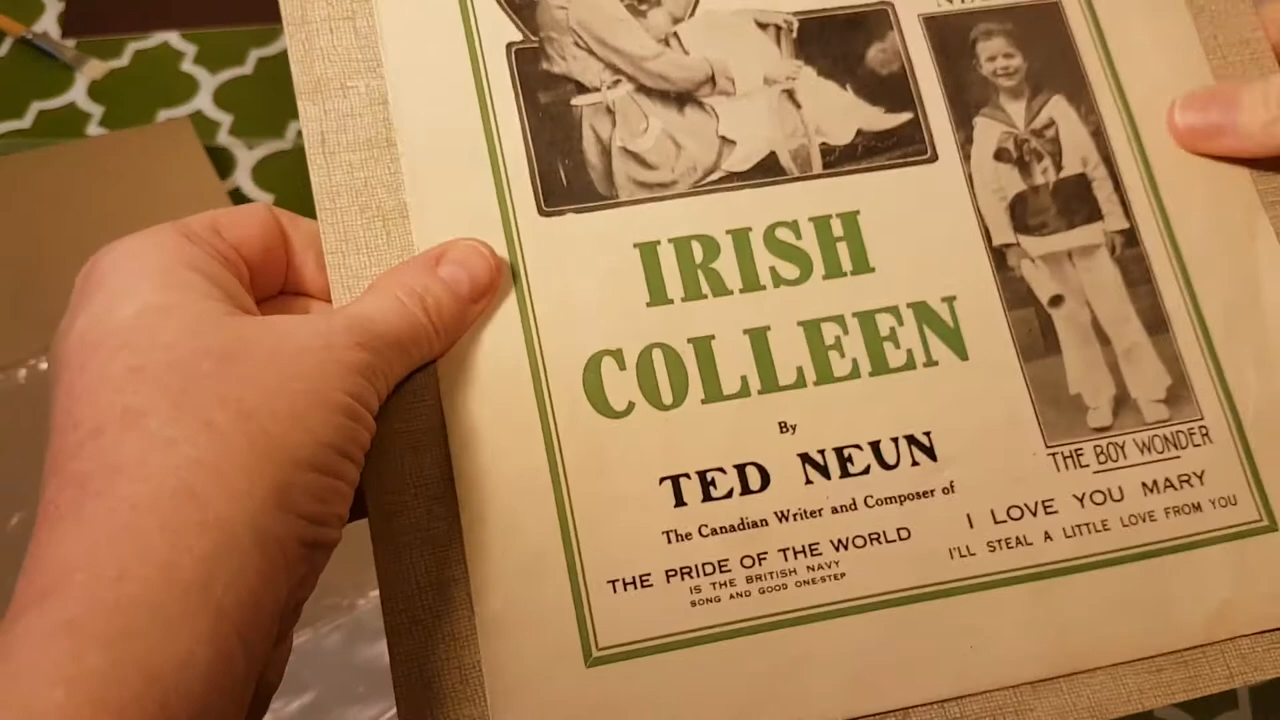 IRISH
COLLEEN
By
TED NEUN
The Canadian Writer and Composer of
THE PRIDE OF THE WORLD
IS THE BRITISH NAVY
SONG AND GOOD ONE-STEP
I LOVE YOU MARY
I'LL STEAL A LITTLE LOVE FROM YOU
THE BOY WONDER